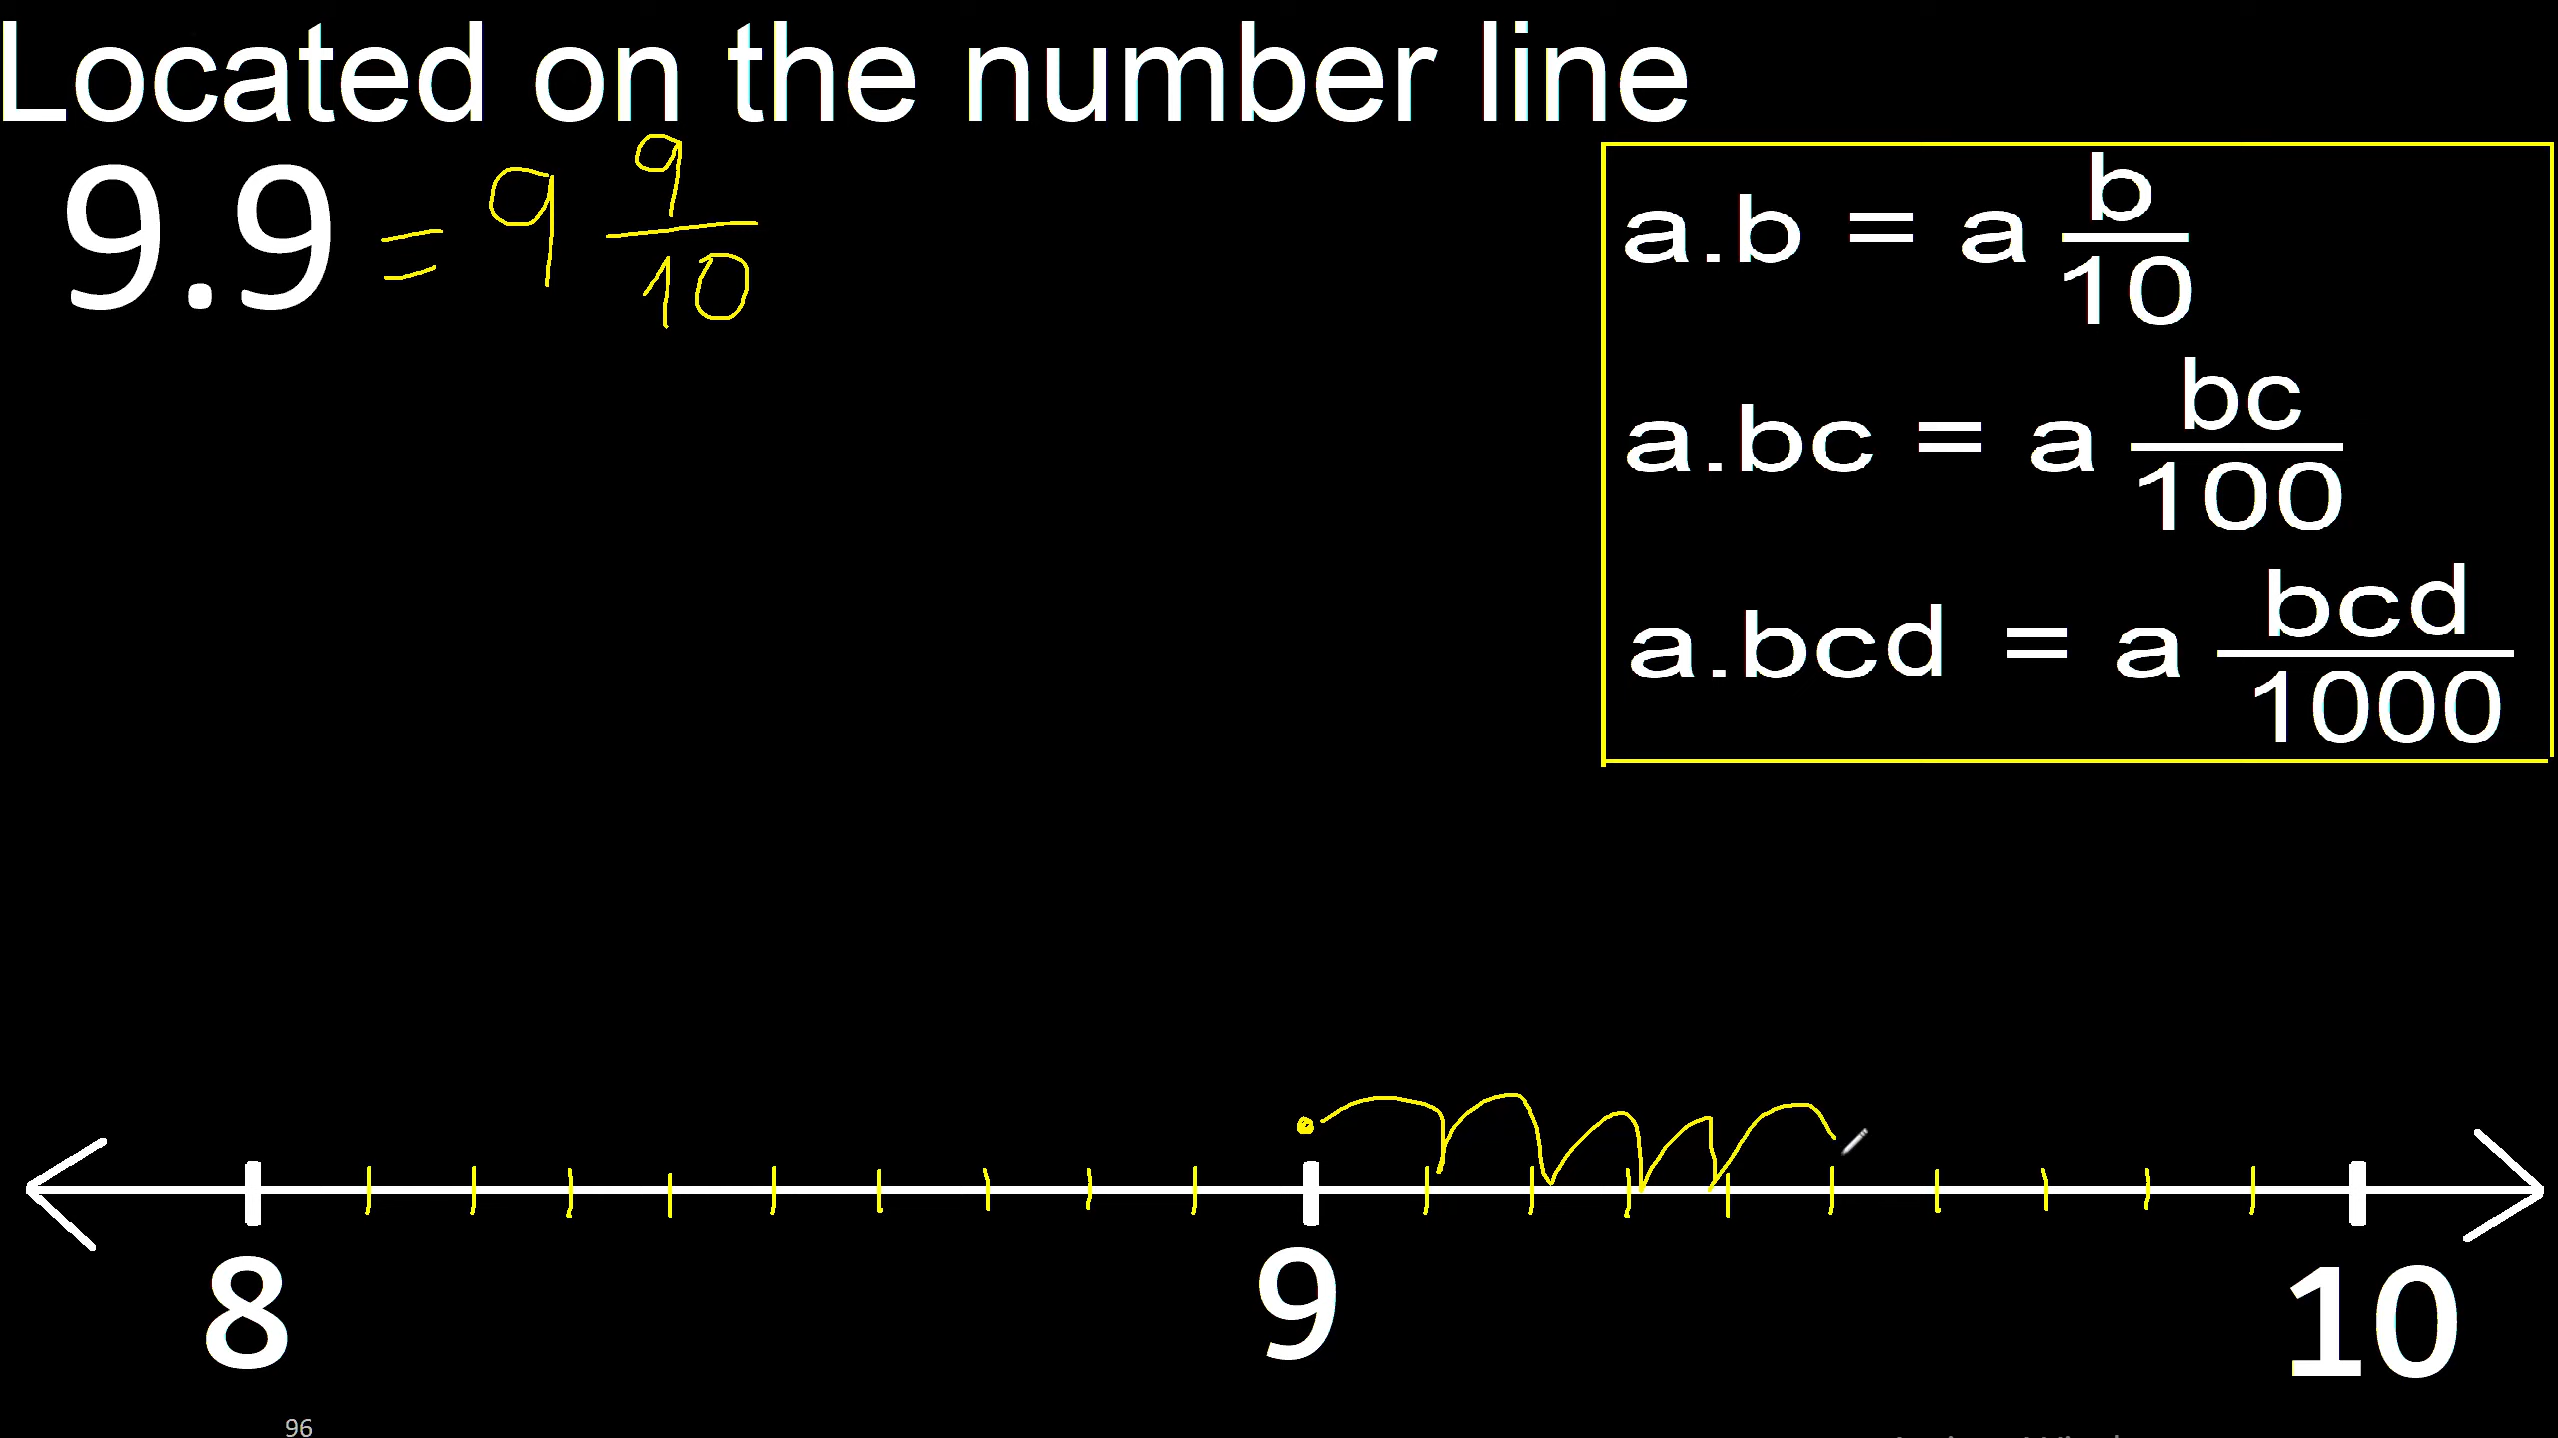 Located on the number line
9.9 = 9 9/10
a.b = a b/10
a.bc = a bc/100
a.bcd = a bcd/1000
8 9 10
96